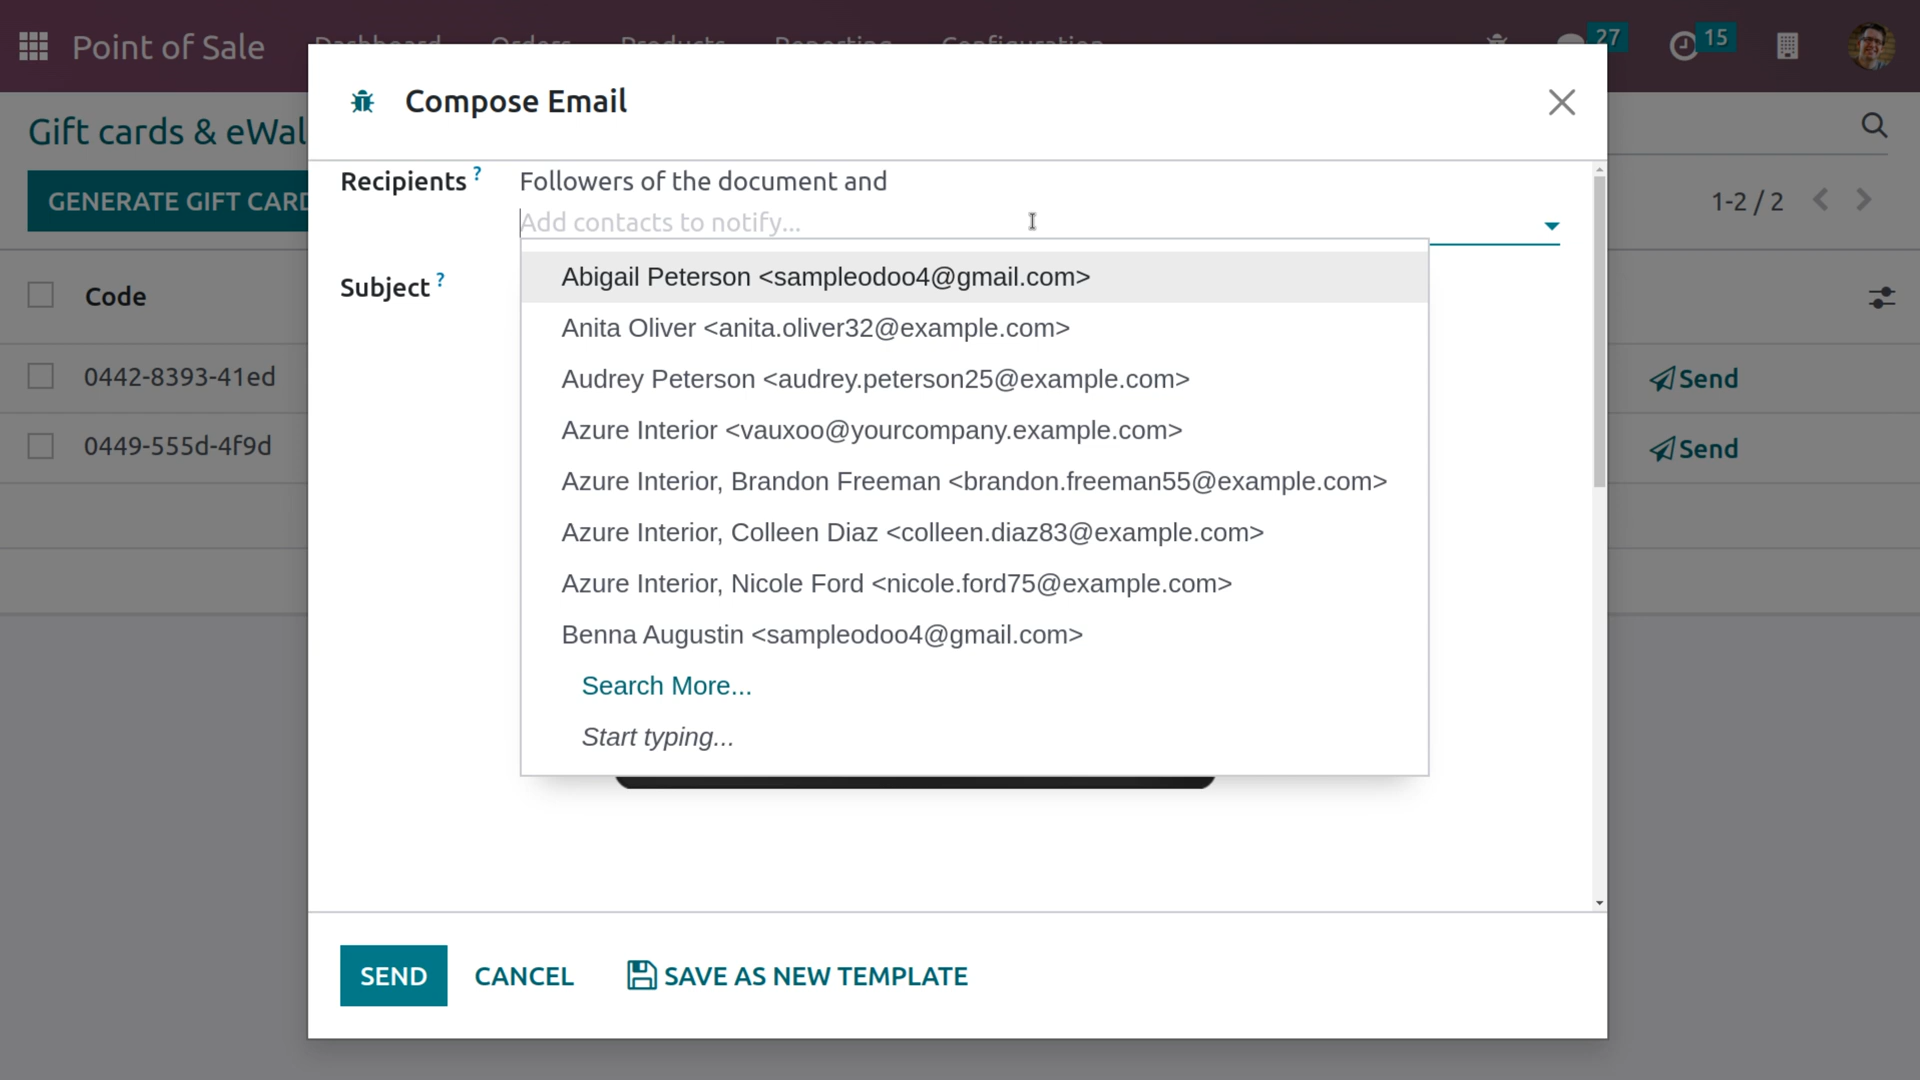 Point of Sale
Dashboard Orders Products Reporting Configuration
27
15
Gift cards & eWal
GENERATE GIFT CARD
1-2 / 2
Code
0442-8393-41ed
Send
0449-555d-4f9d
Send
Compose Email
Recipients ?
Followers of the document and
Add contacts to notify...
Subject ?
Abigail Peterson <sampleodoo4@gmail.com>
Anita Oliver <anita.oliver32@example.com>
Audrey Peterson <audrey.peterson25@example.com>
Azure Interior <vauxoo@yourcompany.example.com>
Azure Interior, Brandon Freeman <brandon.freeman55@example.com>
Azure Interior, Colleen Diaz <colleen.diaz83@example.com>
Azure Interior, Nicole Ford <nicole.ford75@example.com>
Benna Augustin <sampleodoo4@gmail.com>
Search More...
Start typing...
SEND
CANCEL
SAVE AS NEW TEMPLATE